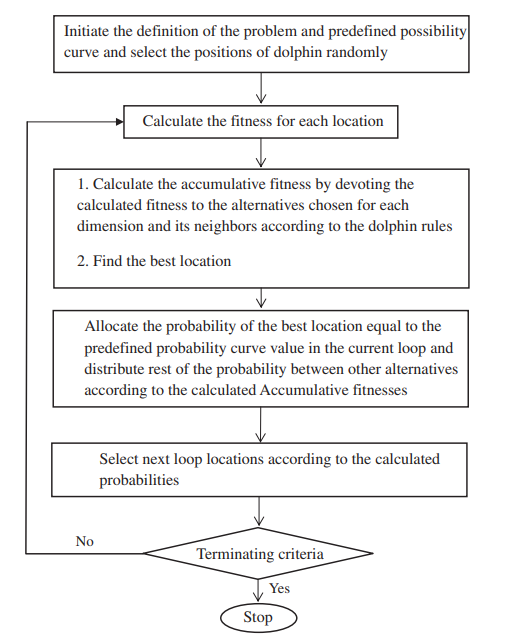 Initiate the definition of the problem and predefined possibility
curve and select the positions of dolphin randomly
Calculate the fitness for each location
1. Calculate the accumulative fitness by devoting the
calculated fitness to the alternatives chosen for each
dimension and its neighbors according to the dolphin rules
2. Find the best location
Allocate the probability of the best location equal to the
predefined probability curve value in the current loop and
distribute rest of the probability between other alternatives
according to the calculated Accumulative fitnesses
Select next loop locations according to the calculated
probabilities
No
Terminating criteria
Yes
Stop